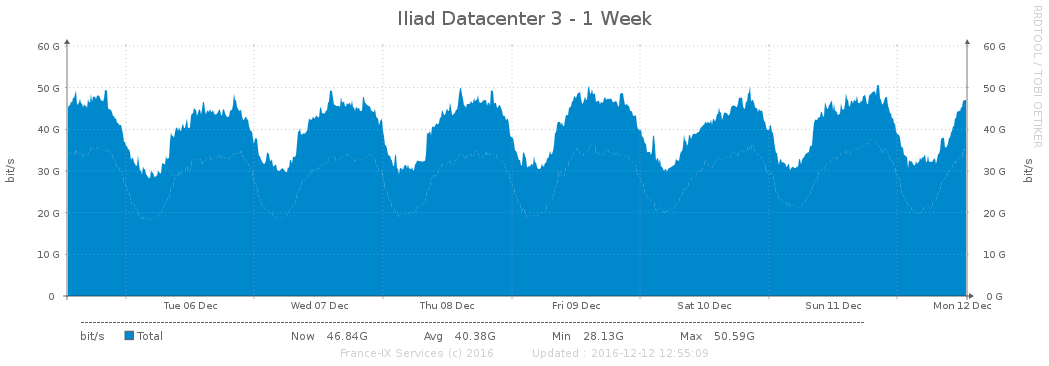 Iliad Datacenter 3 - 1 Week
RRDTOOL / TOBI OETIKER
60 G 60 G
50 G 50 G
40 G 40 G
30 G 30 G
20 G 20 G
10 G 10 G
0 0 G
bit/s
bit/s
Tue 06 Dec Wed 07 Dec Thu 08 Dec Fri 09 Dec Sat 10 Dec Sun 11 Dec Mon 12 Dec
bit/s Total Now 46.84G Avg 40.38G Min 28.13G Max 50.59G
France-IX Services (c) 2016 Updated : 2016-12-12 12:55:09